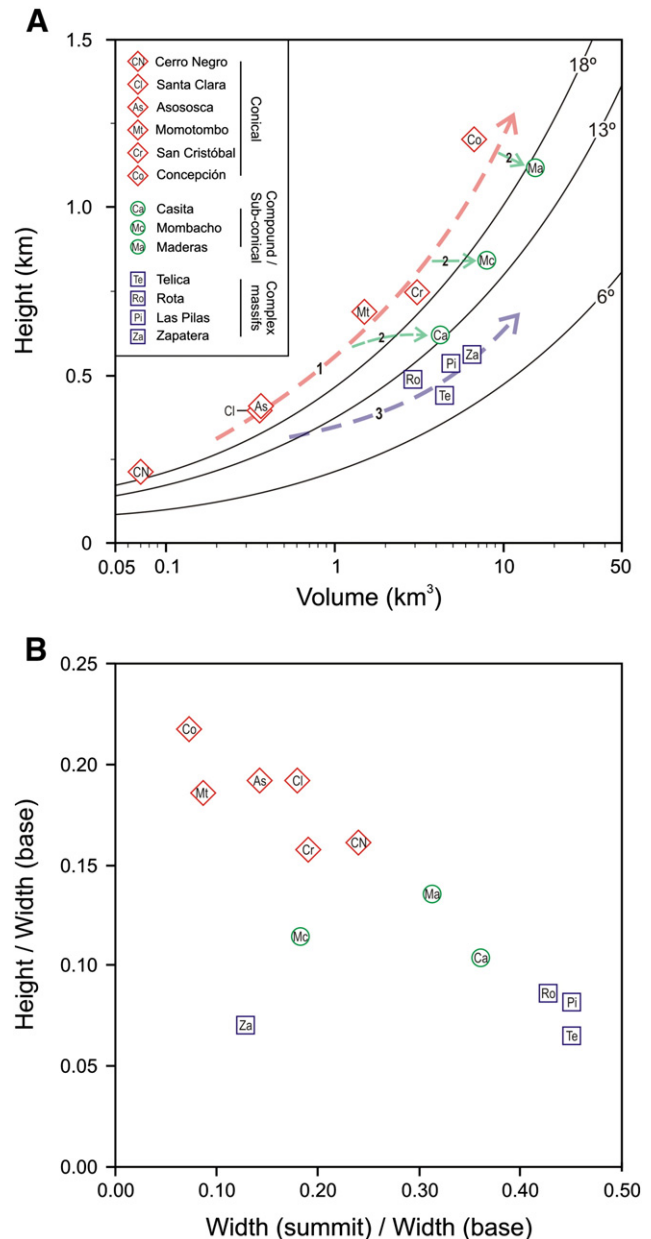 A
1.5
1.0
0.5
0
Height (km)
0.05
0.1
1
10
50
Volume (km³)
CN Cerro Negro
Cl Santa Clara
As Asososca
Mt Momotombo
Cr San Cristóbal
Co Concepción
Conical
Ca Casita
Mc Mombacho
Ma Maderas
Compound /
Sub-conical
Te Telica
Ro Rota
Pi Las Pilas
Za Zapatera
Complex
massifs
18º
13º
6º
Co
2
Ma
2
Mc
Cr
Mt
2
Ca
1
Za
Pi
Ro
Te
3
Cl
As
CN
B
0.25
0.20
0.15
0.10
0.05
0.00
Height / Width (base)
Co
Mt
As
Cl
Cr
CN
Ma
Mc
Ca
Ro
Pi
Za
Te
0.00
0.10
0.20
0.30
0.40
0.50
Width (summit) / Width (base)